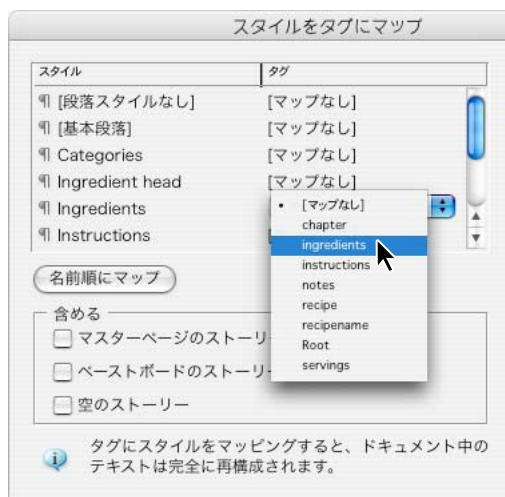 スタイルをタグにマップ
スタイル タグ
¶ [段落スタイルなし] [マップなし]
¶ [基本段落] [マップなし]
¶ Categories [マップなし]
¶ Ingredient head [マップなし]
¶ Ingredients
¶ Instructions
• [マップなし]
chapter
ingredients
instructions
notes
recipe
recipename
Root
servings
名前順にマップ
含める
マスターページのストーリ
ペーストボードのストーリ
空のストーリー
タグにスタイルをマッピングすると、ドキュメント中の
テキストは完全に再構成されます。